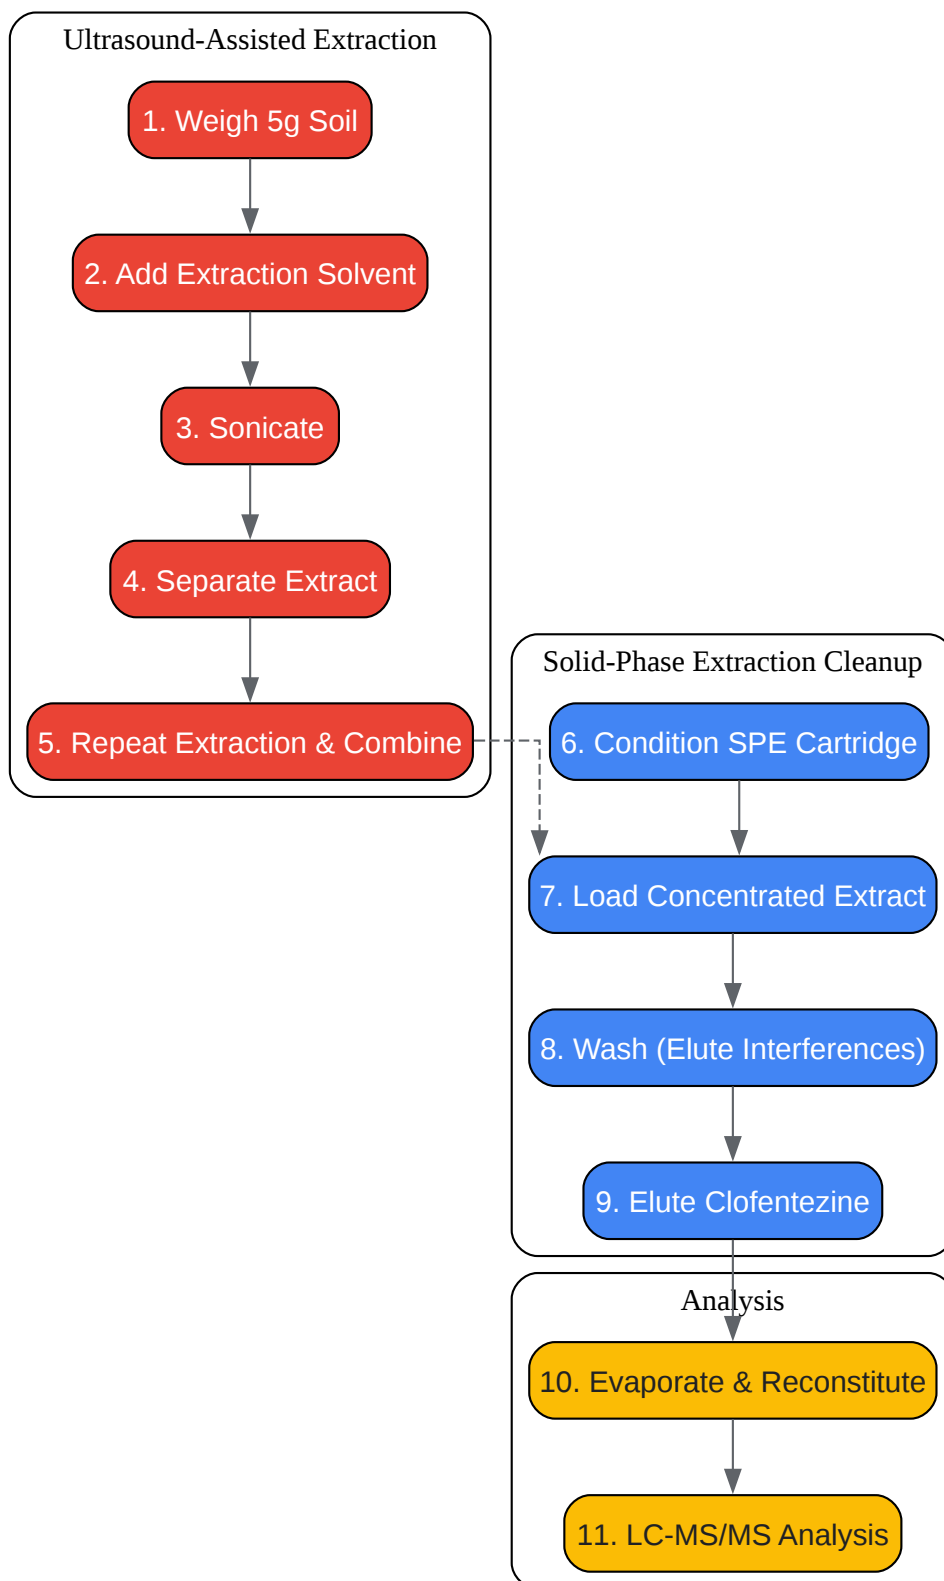 Ultrasound-Assisted Extraction
1. Weigh 5g Soil
2. Add Extraction Solvent
3. Sonicate
4. Separate Extract
5. Repeat Extraction & Combine
Solid-Phase Extraction Cleanup
6. Condition SPE Cartridge
7. Load Concentrated Extract
8. Wash (Elute Interferences)
9. Elute Clofentezine
Analysis
10. Evaporate & Reconstitute
11. LC-MS/MS Analysis